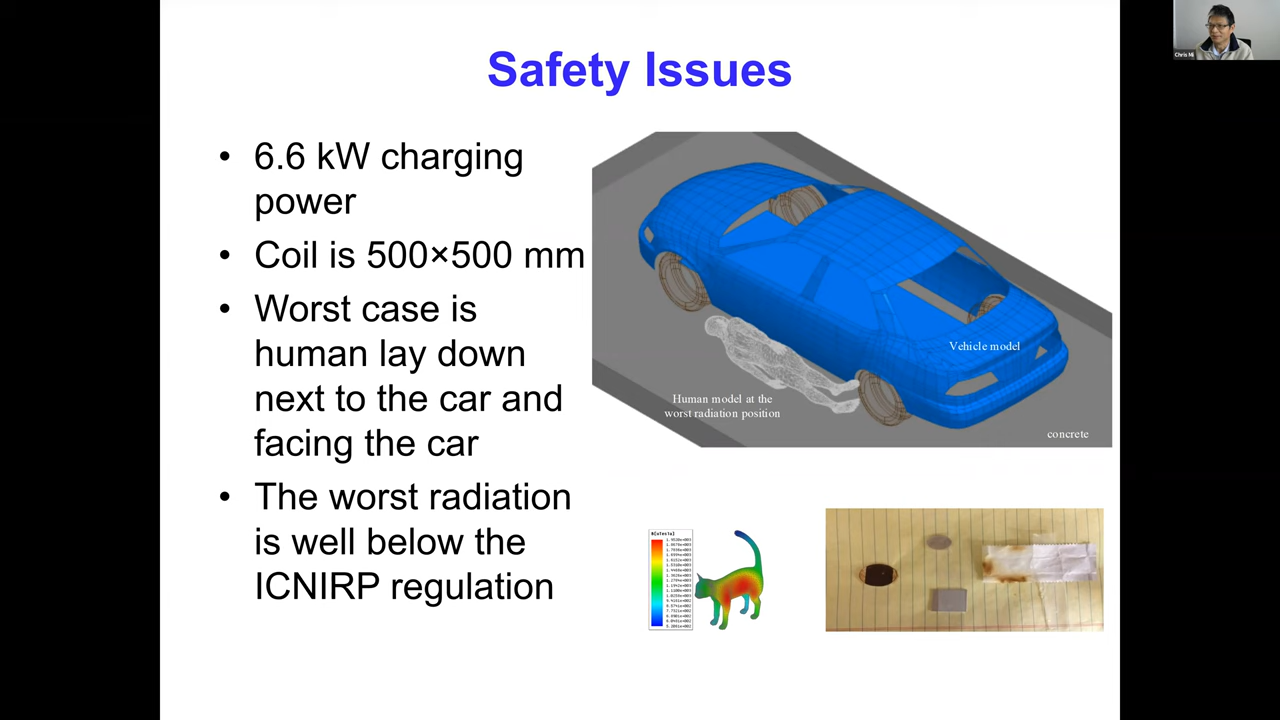 Safety Issues
Chris Mi
• 6.6 kW charging
power
• Coil is 500×500 mm
• Worst case is
human lay down
next to the car and
facing the car
• The worst radiation
is well below the
ICNIRP regulation
Vehicle model
Human model at the
worst radiation position
concrete